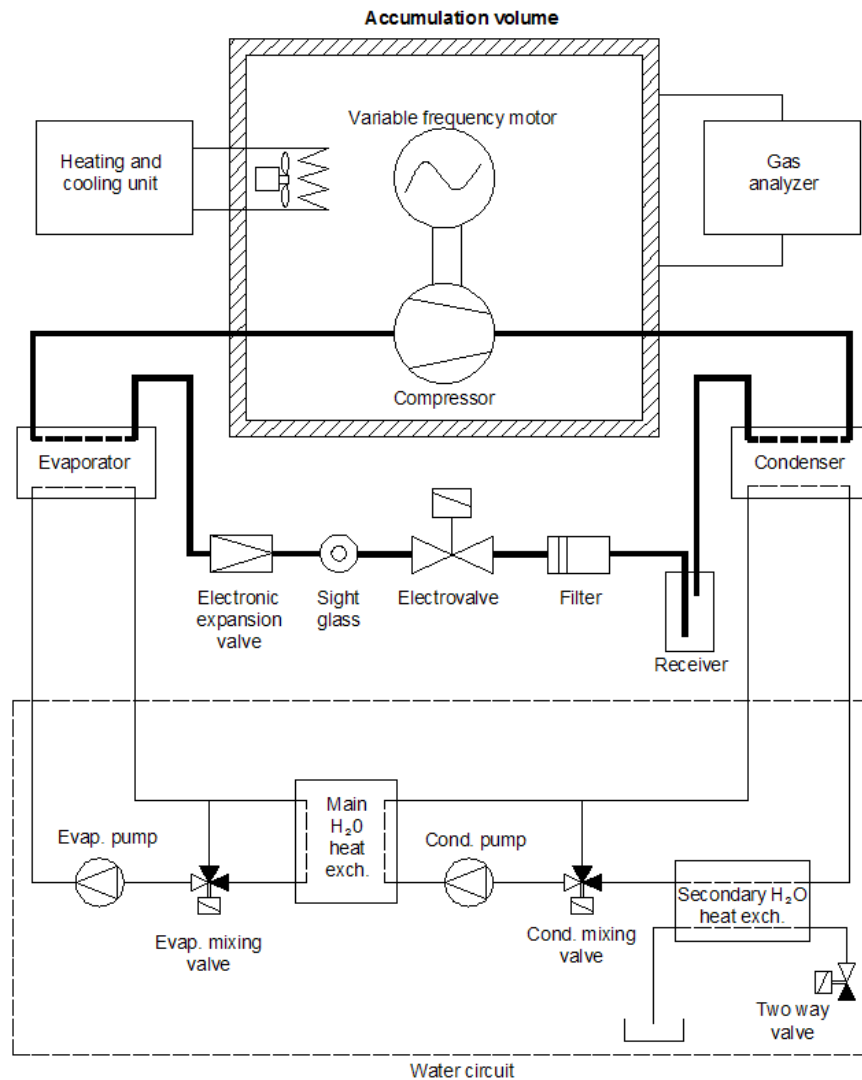 Accumulation volume
Variable frequency motor
Heating and
cooling unit
Gas
analyzer
Compressor
Evaporator
Condenser
Electronic
expansion
valve
Sight
glass
Electrovalve
Filter
Receiver
Main
H₂0
heat
exch.
Evap. pump
Cond. pump
Secondary H₂O
heat exch.
Evap. mixing
valve
Cond. mixing
valve
Two way
valve
Water circuit